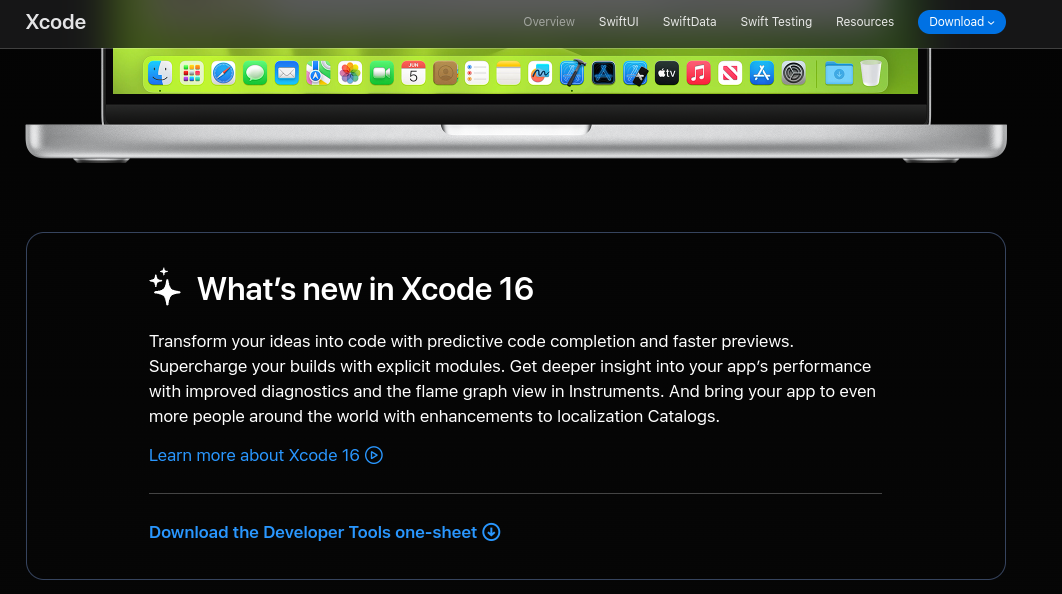 Xcode
Overview SwiftUI SwiftData Swift Testing Resources Download
JUN
5
tv
What’s new in Xcode 16
Transform your ideas into code with predictive code completion and faster previews.
Supercharge your builds with explicit modules. Get deeper insight into your app’s performance
with improved diagnostics and the flame graph view in Instruments. And bring your app to even
more people around the world with enhancements to localization Catalogs.
Learn more about Xcode 16
Download the Developer Tools one-sheet